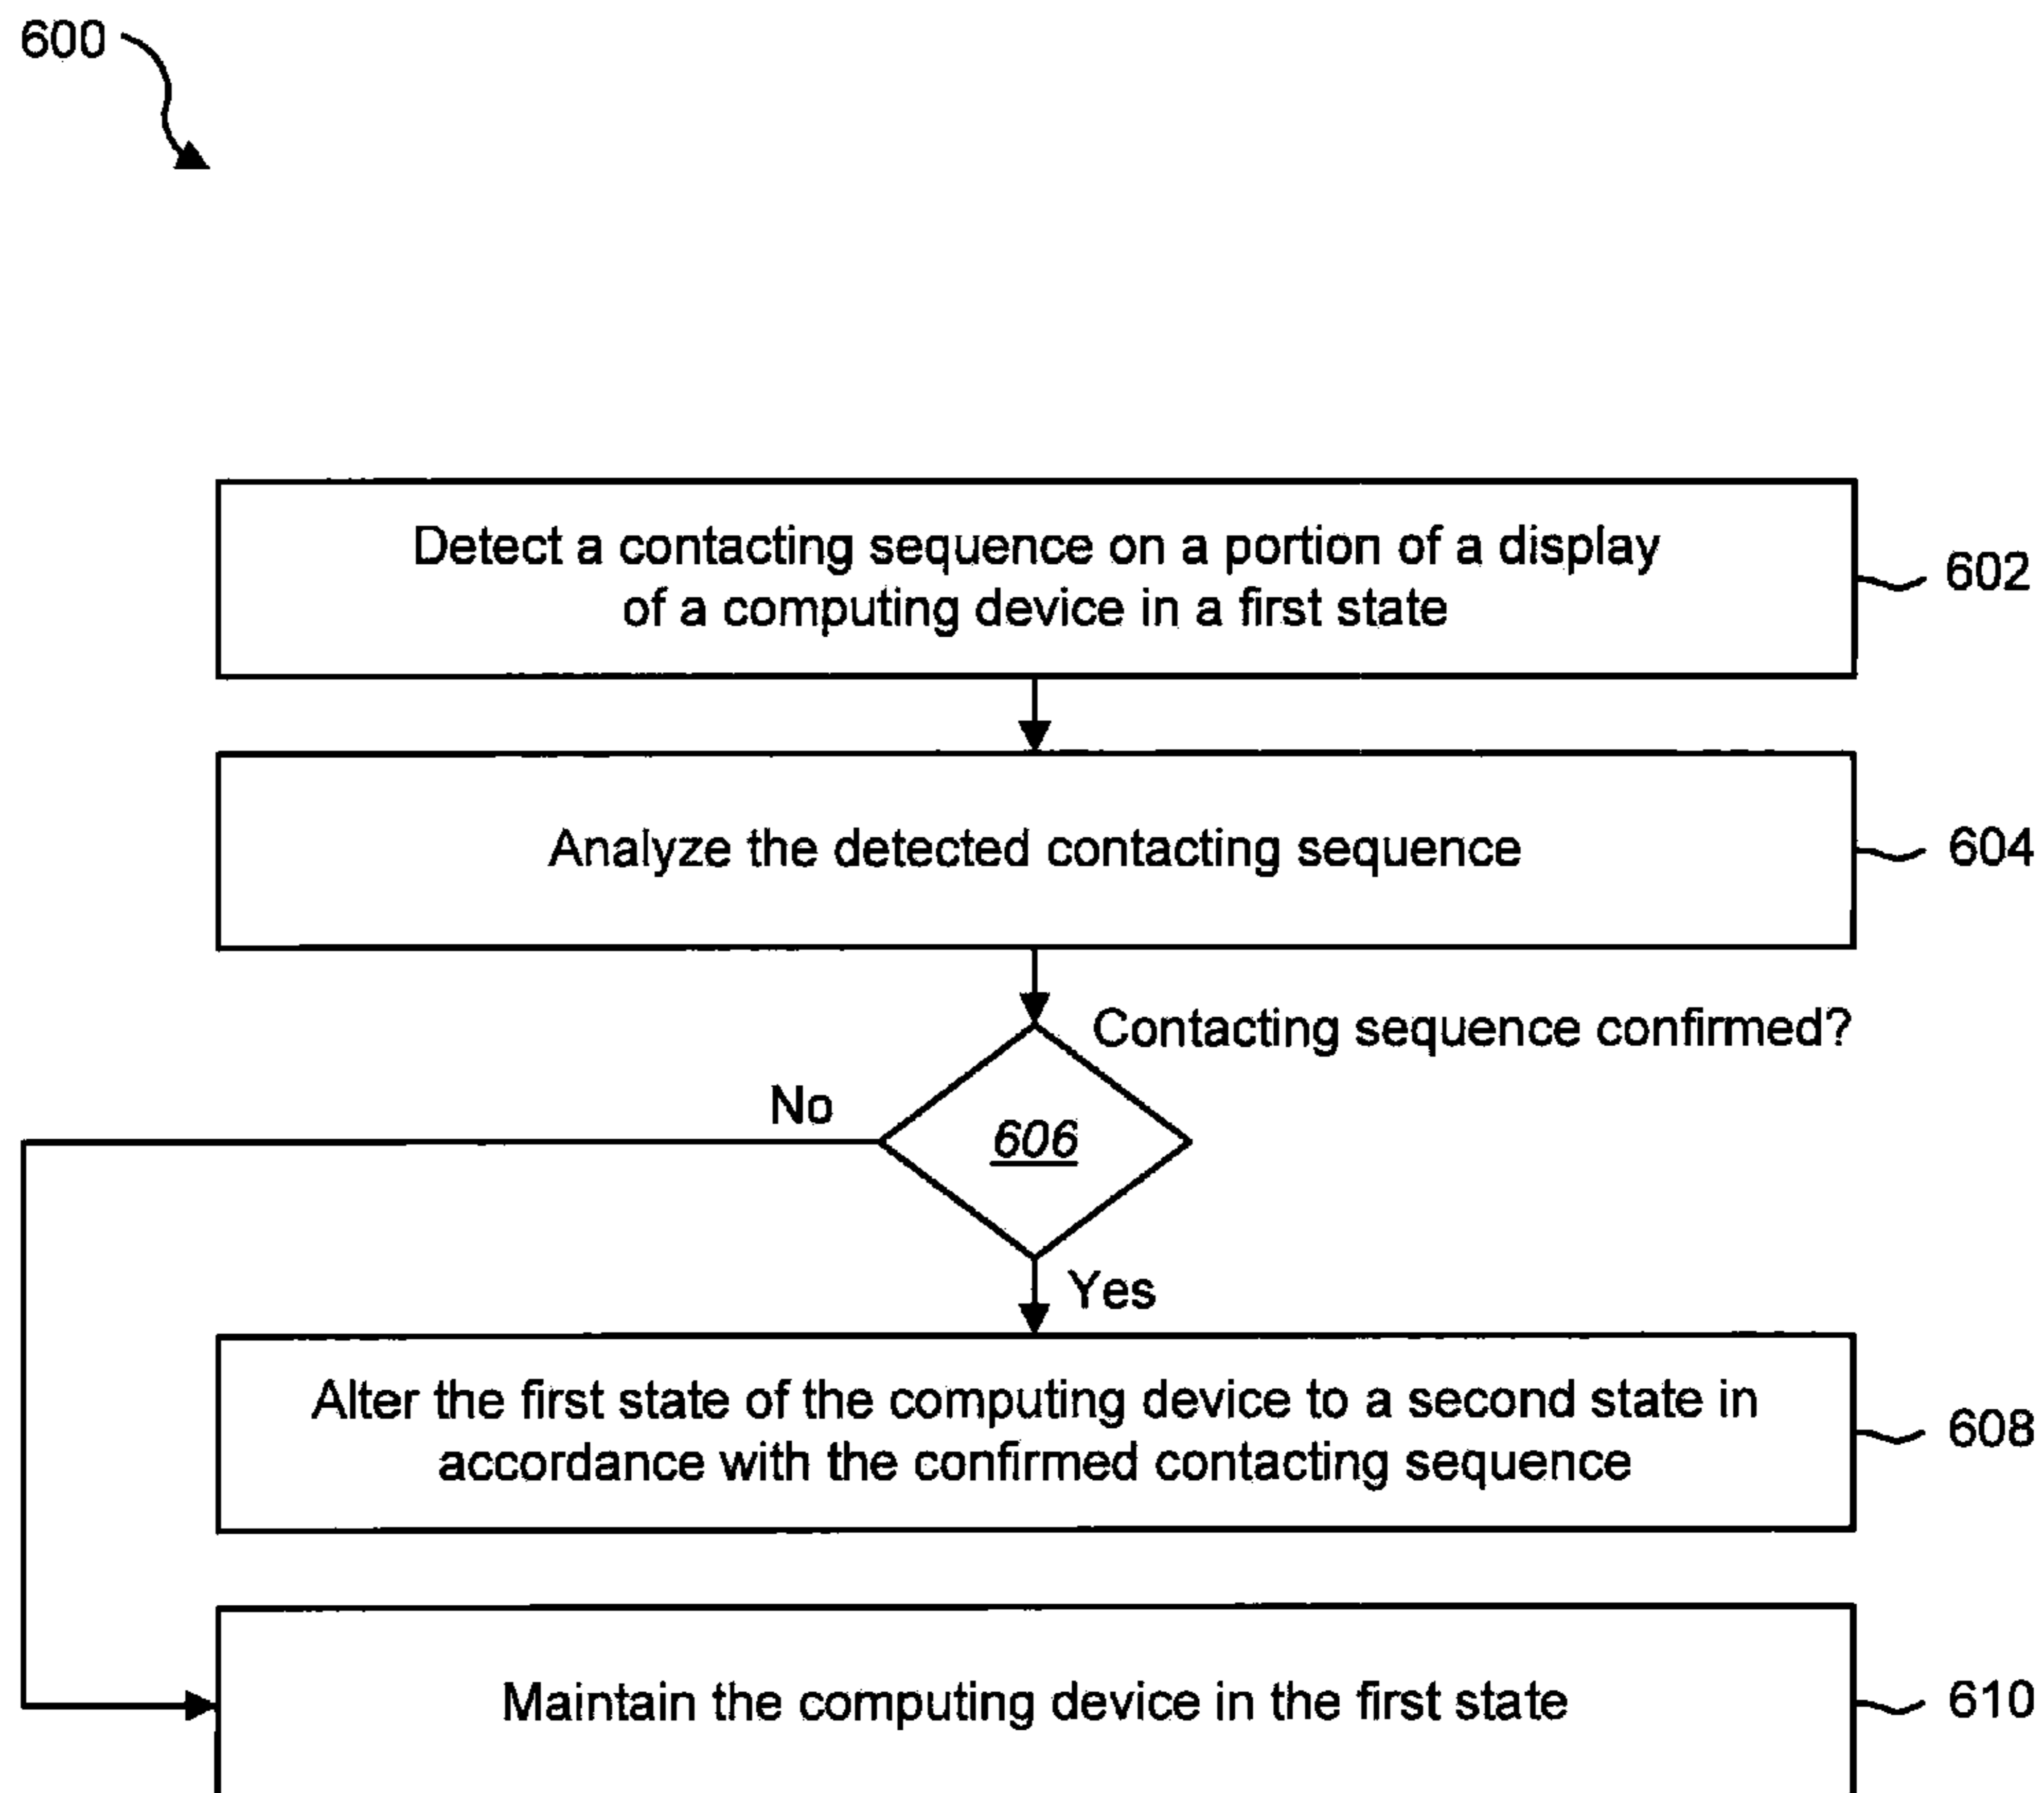 600
Detect a contacting sequence on a portion of a display
of a computing device in a first state
602
Analyze the detected contacting sequence
604
Contacting sequence confirmed?
No
606
Yes
Alter the first state of the computing device to a second state in
accordance with the confirmed contacting sequence
608
Maintain the computing device in the first state
610